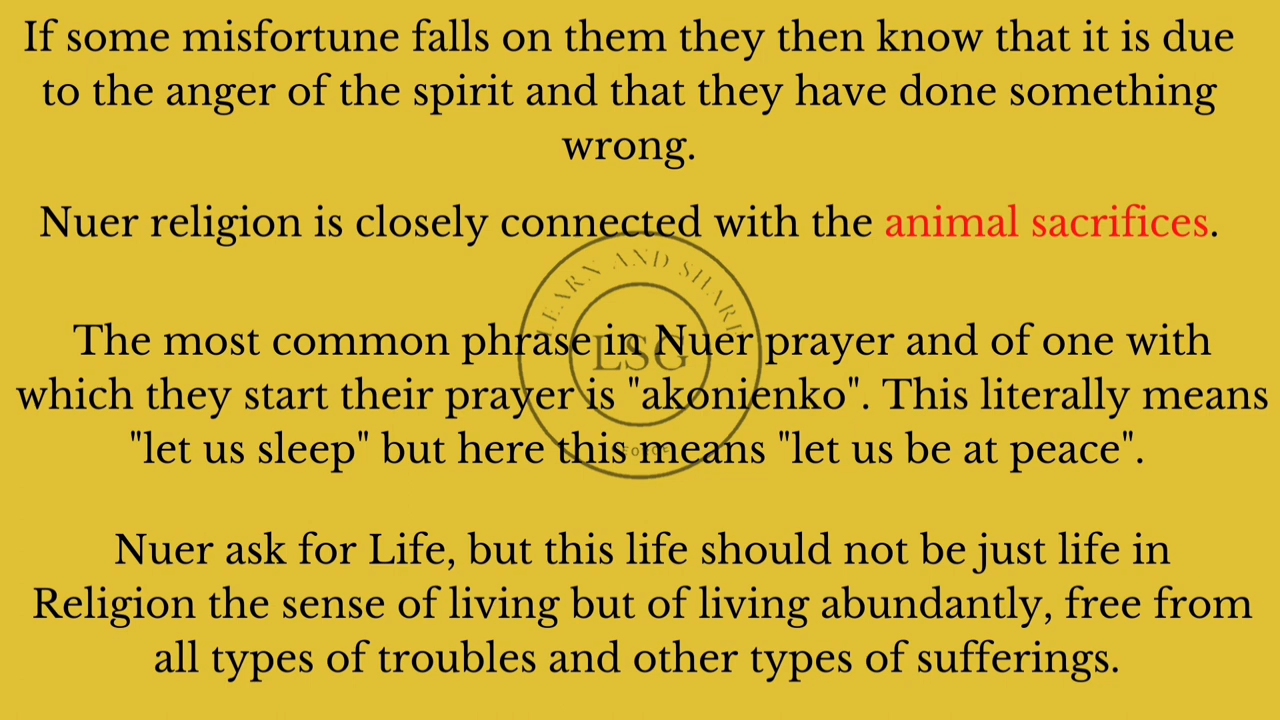 If some misfortune falls on them they then know that it is due
to the anger of the spirit and that they have done something
wrong.
Nuer religion is closely connected with the animal sacrifices.
LEARN AND SHARE
LSG
The most common phrase in Nuer prayer and of one with
which they start their prayer is "akonienko". This literally means
"let us sleep" but here this means "let us be at peace".
Nuer ask for Life, but this life should not be just life in
Religion the sense of living but of living abundantly, free from
all types of troubles and other types of sufferings.